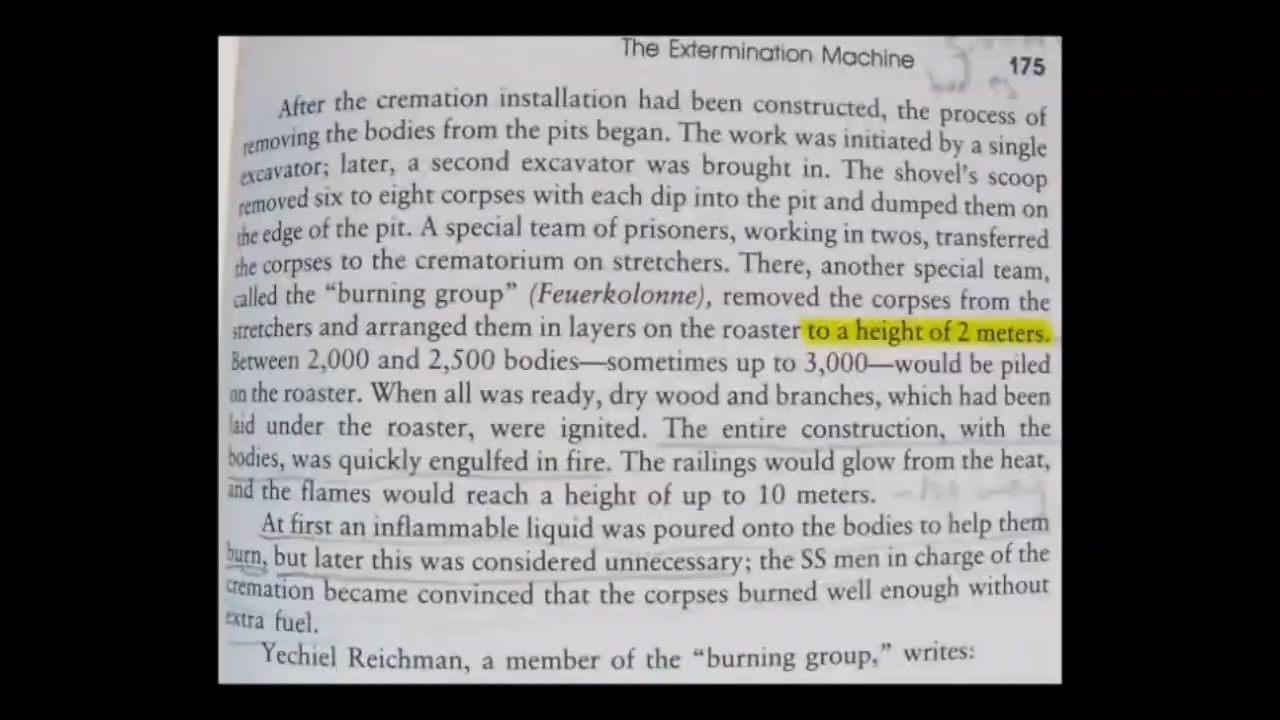 The Extermination Machine 175
After the cremation installation had been constructed, the process of
removing the bodies from the pits began. The work was initiated by a single
excavator; later, a second excavator was brought in. The shovel's scoop
removed six to eight corpses with each dip into the pit and dumped them on
the edge of the pit. A special team of prisoners, working in twos, transferred
the corpses to the crematorium on stretchers. There, another special team,
called the "burning group" (Feuerkolonne), removed the corpses from the
stretchers and arranged them in layers on the roaster to a height of 2 meters.
Between 2,000 and 2,500 bodies—sometimes up to 3,000—would be piled
on the roaster. When all was ready, dry wood and branches, which had been
laid under the roaster, were ignited. The entire construction, with the
bodies, was quickly engulfed in fire. The railings would glow from the heat,
and the flames would reach a height of up to 10 meters.
At first an inflammable liquid was poured onto the bodies to help them
burn, but later this was considered unnecessary; the SS men in charge of the
cremation became convinced that the corpses burned well enough without
extra fuel.
Yechiel Reichman, a member of the "burning group," writes: